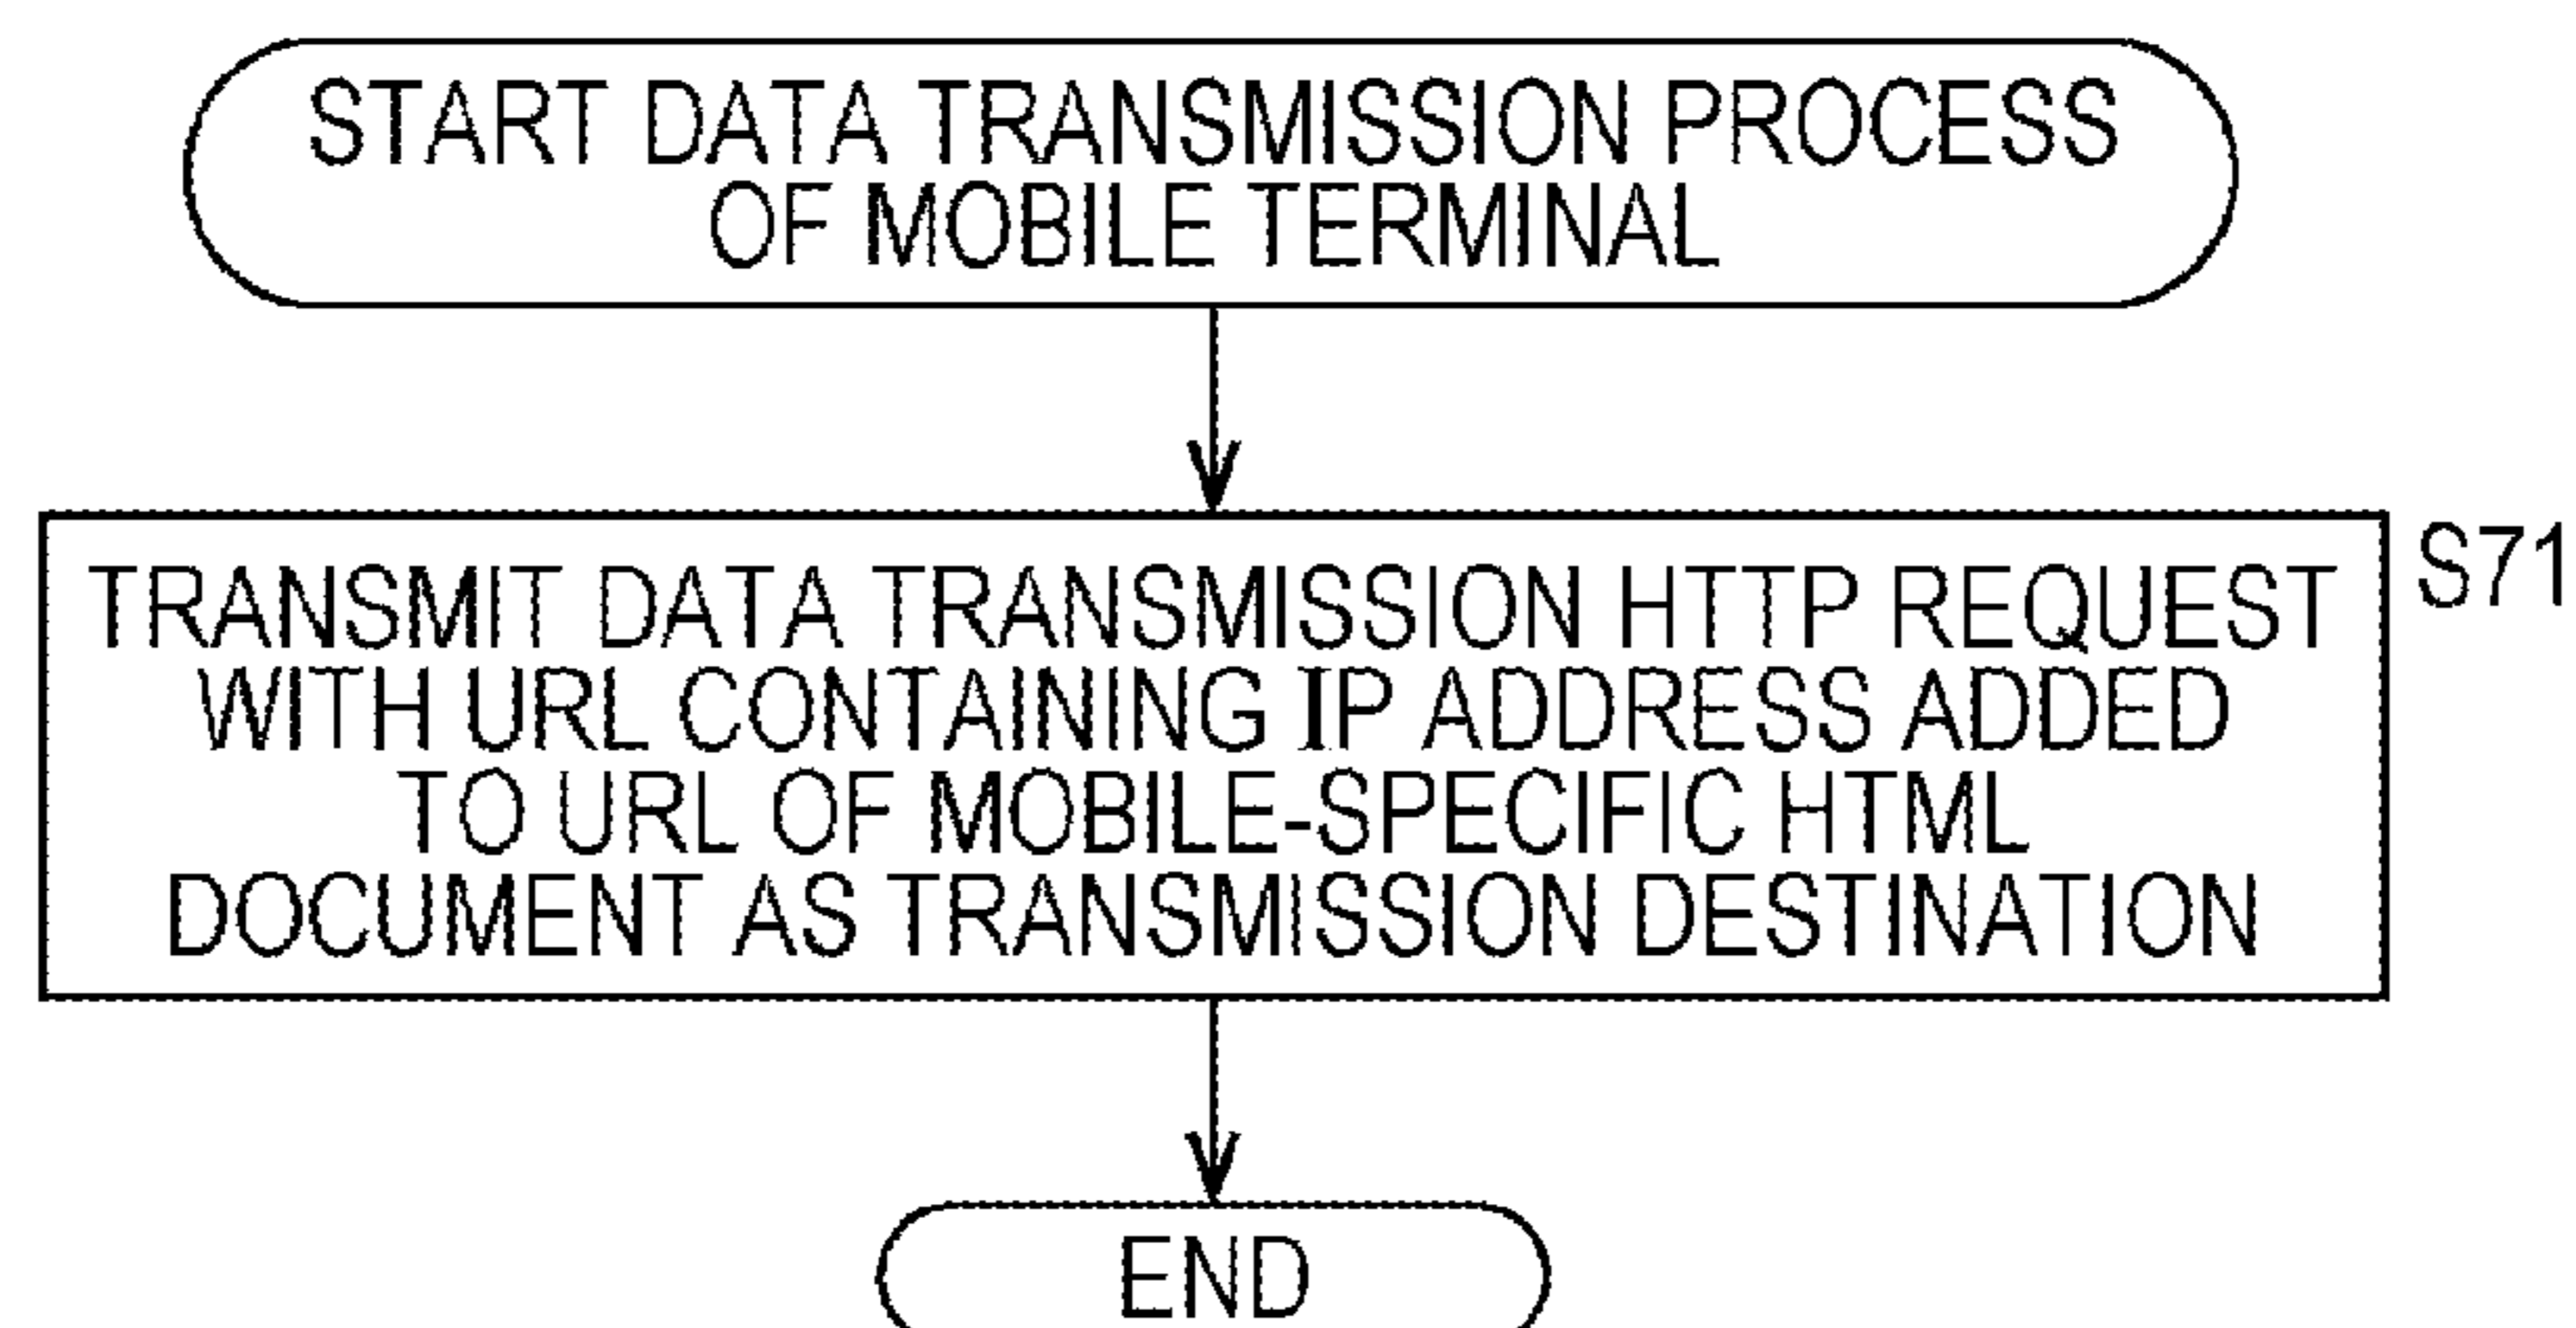 START DATA TRANSMISSION PROCESS
OF MOBILE TERMINAL
TRANSMIT DATA TRANSMISSION HTTP REQUEST
WITH URL CONTAINING IP ADDRESS ADDED
TO URL OF MOBILE-SPECIFIC HTML
DOCUMENT AS TRANSMISSION DESTINATION
S71
END